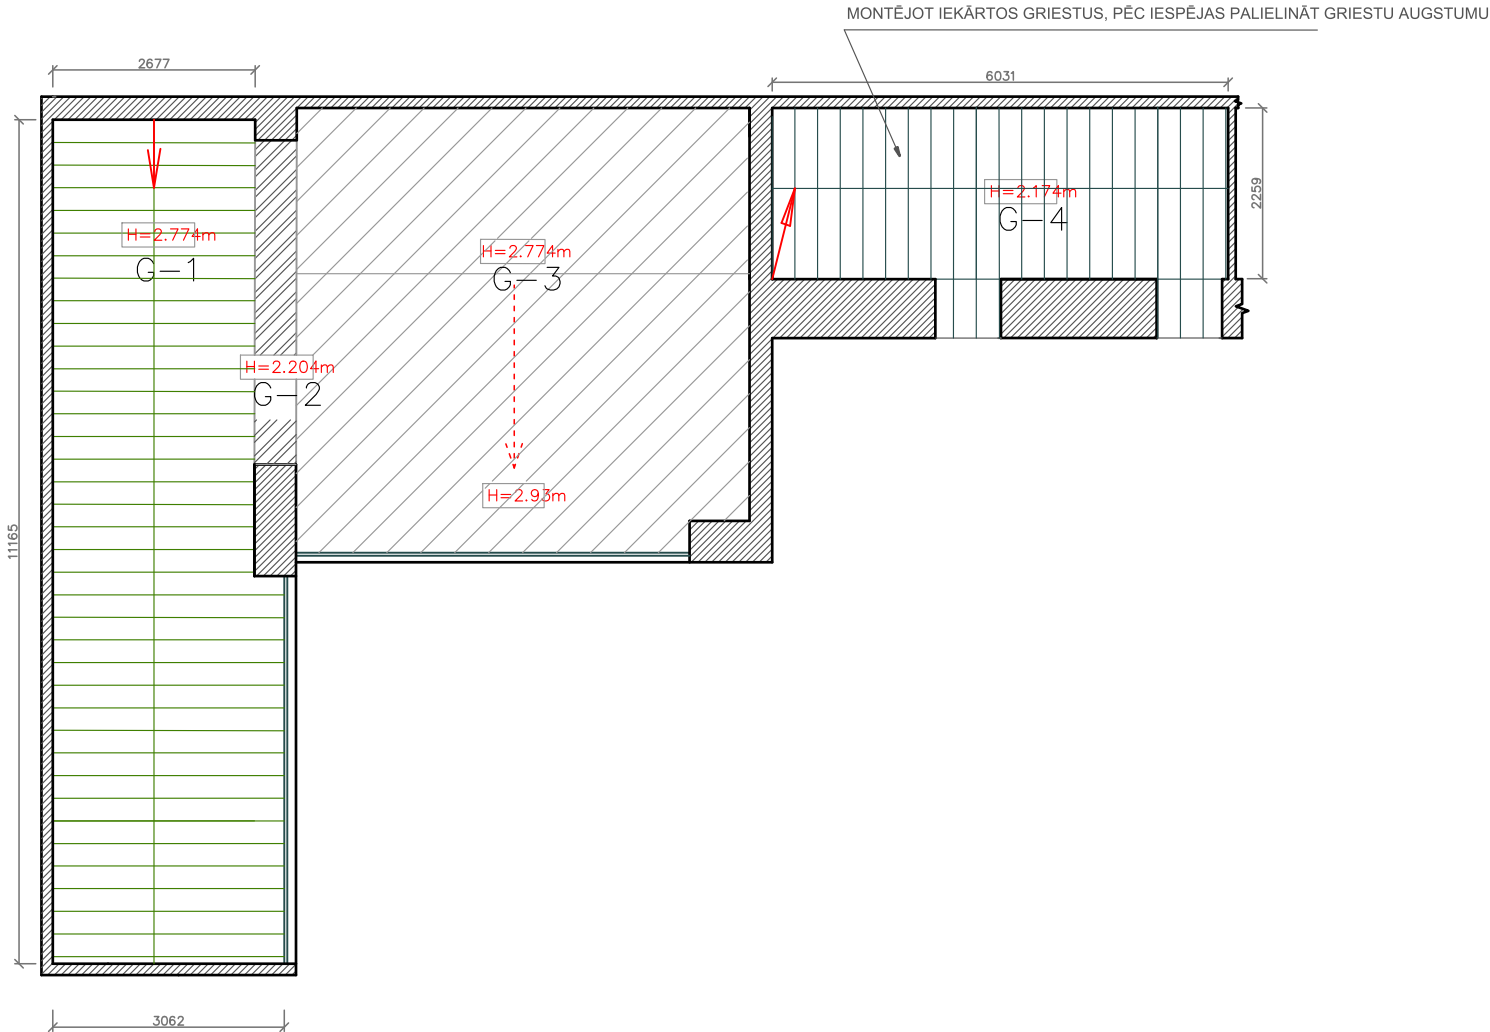 MONTĒJOT IEKĀRTOS GRIESTUS, PĒC IESPĒJAS PALIELINĀT GRIESTU AUGSTUMU
2677
6031
2259
H=2.174m
G-4
H=2.774m
G-1
H=2.774m
G-3
H=2.204m
G-2
H=2.93m
11165
3062